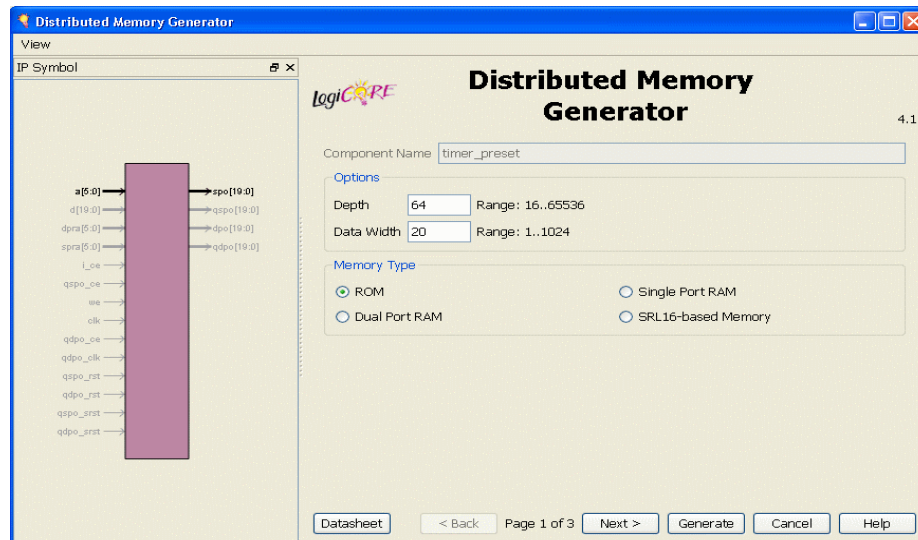 Distributed Memory Generator
View
IP Symbol
a[5:0]
d[19:0]
dpra[5:0]
spra[5:0]
i_ce
qspo_ce
we
clk
qdpo_ce
qdpo_clk
qspo_rst
qdpo_rst
qspo_srst
qdpo_srst
spo[19:0]
qspo[19:0]
dpo[19:0]
qdpo[19:0]
LogiCORE
Distributed Memory
Generator
4.1
Component Name timer_preset
Options
Depth 64 Range: 16..65536
Data Width 20 Range: 1..1024
Memory Type
ROM Single Port RAM
Dual Port RAM SRL16-based Memory
Datasheet < Back Page 1 of 3 Next > Generate Cancel Help